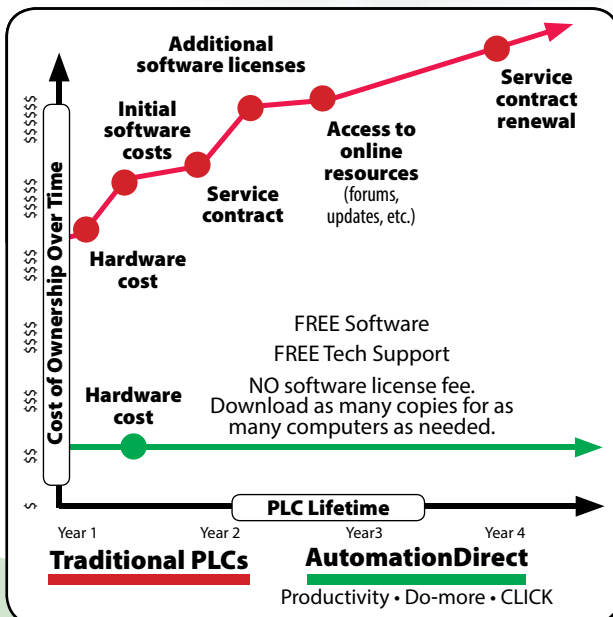 Additional
software licenses
Initial
software
costs
Service
contract
renewal
Access to
online
resources
(forums,
updates, etc.)
Service
contract
Hardware
cost
Cost of Ownership Over Time
$$$$$$$
$$$$$$
$$$$$
$$$$
$$$
$$
$
FREE Software
FREE Tech Support
NO software license fee.
Download as many copies for as
many computers as needed.
Hardware
cost
PLC Lifetime
Year 1 Year 2 Year3 Year 4
Traditional PLCs
AutomationDirect
Productivity • Do-more • CLICK